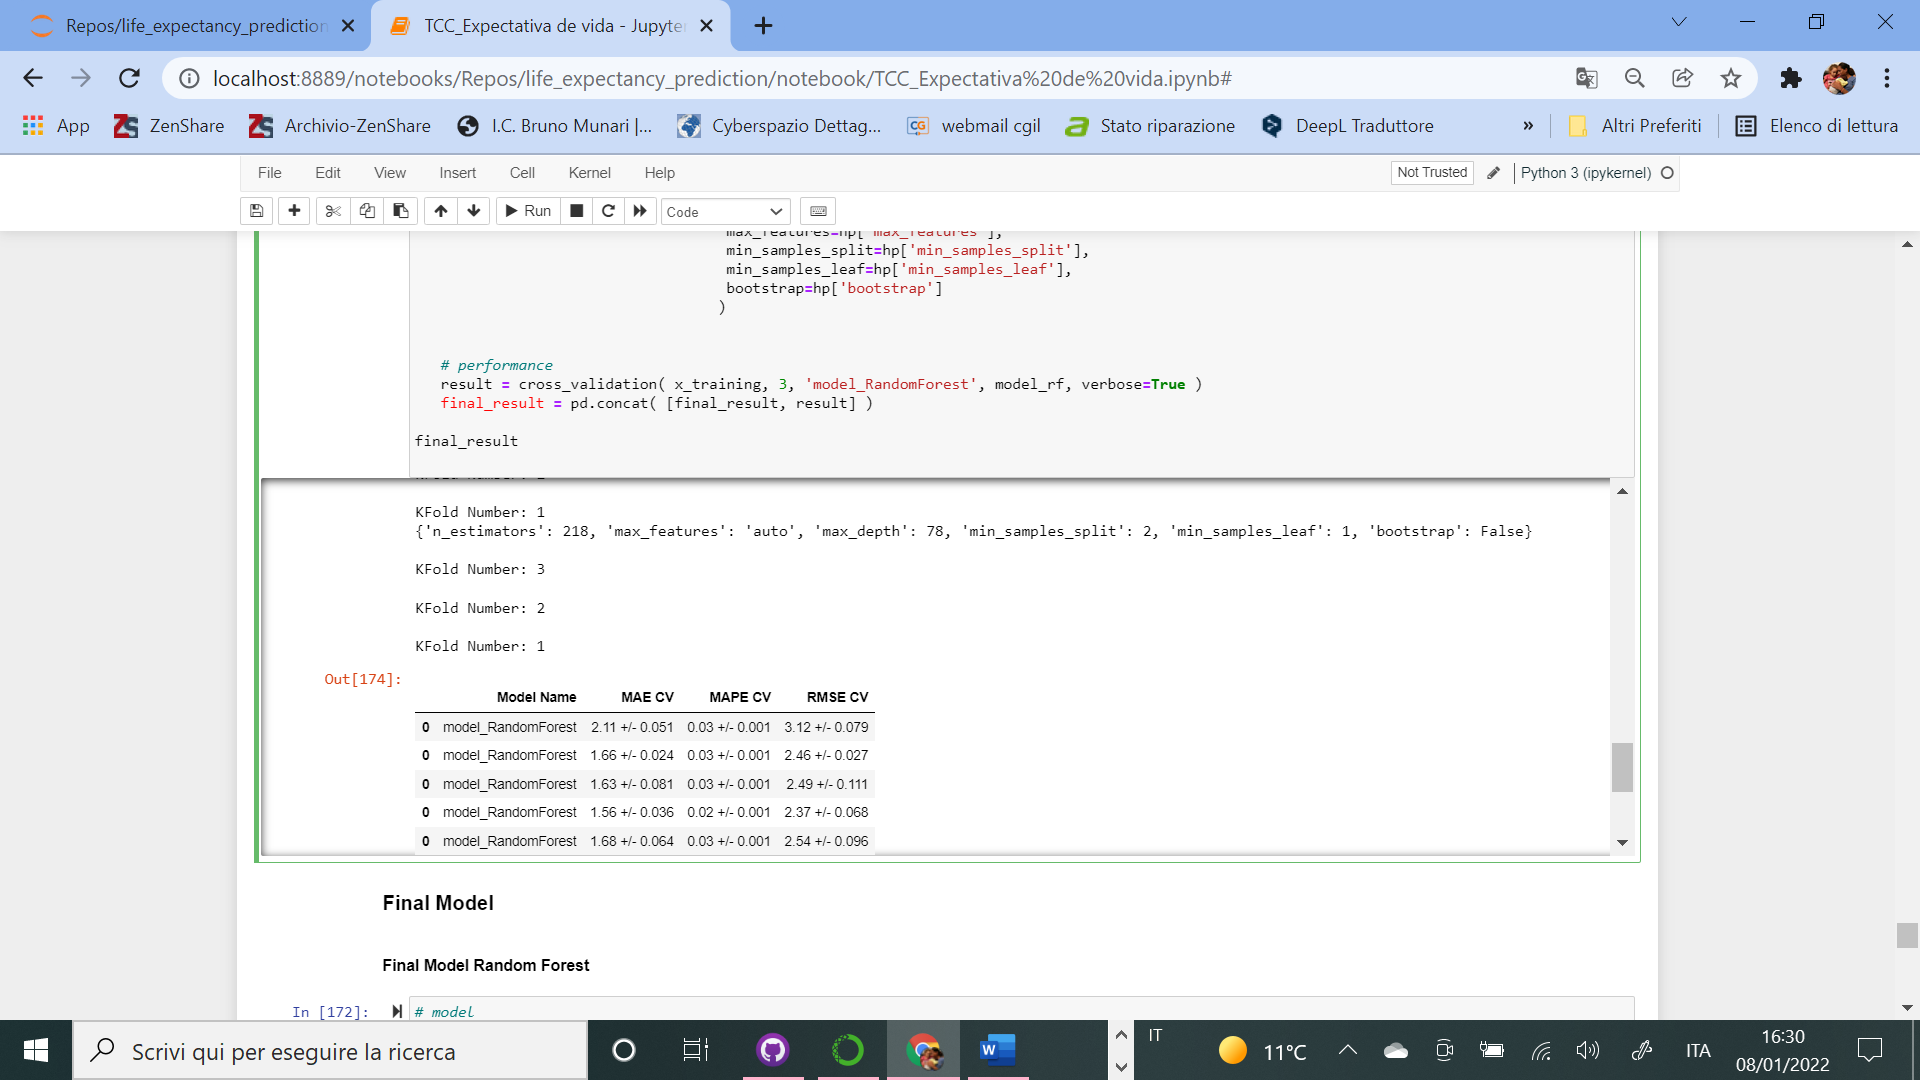 Repos/life_expectancy_prediction
TCC_Expectativa de vida - Jupyte
localhost:8889/notebooks/Repos/life_expectancy_prediction/notebook/TCC_Expectativa%20de%20vida.ipynb#
App ZenShare Archivio-ZenShare I.C. Bruno Munari |... Cyberspazio Dettag... CG webmail cgil Stato riparazione DeepL Traduttore » Altri Preferiti Elenco di lettura
File Edit View Insert Cell Kernel Help Not Trusted Python 3 (ipykernel)
Run Code
max_features=hp['max_features'],
min_samples_split=hp['min_samples_split'],
min_samples_leaf=hp['min_samples_leaf'],
bootstrap=hp['bootstrap']
)
# performance
result = cross_validation( x_training, 3, 'model_RandomForest', model_rf, verbose=True )
final_result = pd.concat( [final_result, result] )
final_result
KFold Number: 1
{'n_estimators': 218, 'max_features': 'auto', 'max_depth': 78, 'min_samples_split': 2, 'min_samples_leaf': 1, 'bootstrap': False}
KFold Number: 3
KFold Number: 2
KFold Number: 1
Out[174]:
Model Name MAE CV MAPE CV RMSE CV
0 model_RandomForest 2.11 +/- 0.051 0.03 +/- 0.001 3.12 +/- 0.079
0 model_RandomForest 1.66 +/- 0.024 0.03 +/- 0.001 2.46 +/- 0.027
0 model_RandomForest 1.63 +/- 0.081 0.03 +/- 0.001 2.49 +/- 0.111
0 model_RandomForest 1.56 +/- 0.036 0.02 +/- 0.001 2.37 +/- 0.068
0 model_RandomForest 1.68 +/- 0.064 0.03 +/- 0.001 2.54 +/- 0.096
Final Model
Final Model Random Forest
In [172]: # model
Scrivi qui per eseguire la ricerca
IT
11°C
ITA
16:30
08/01/2022